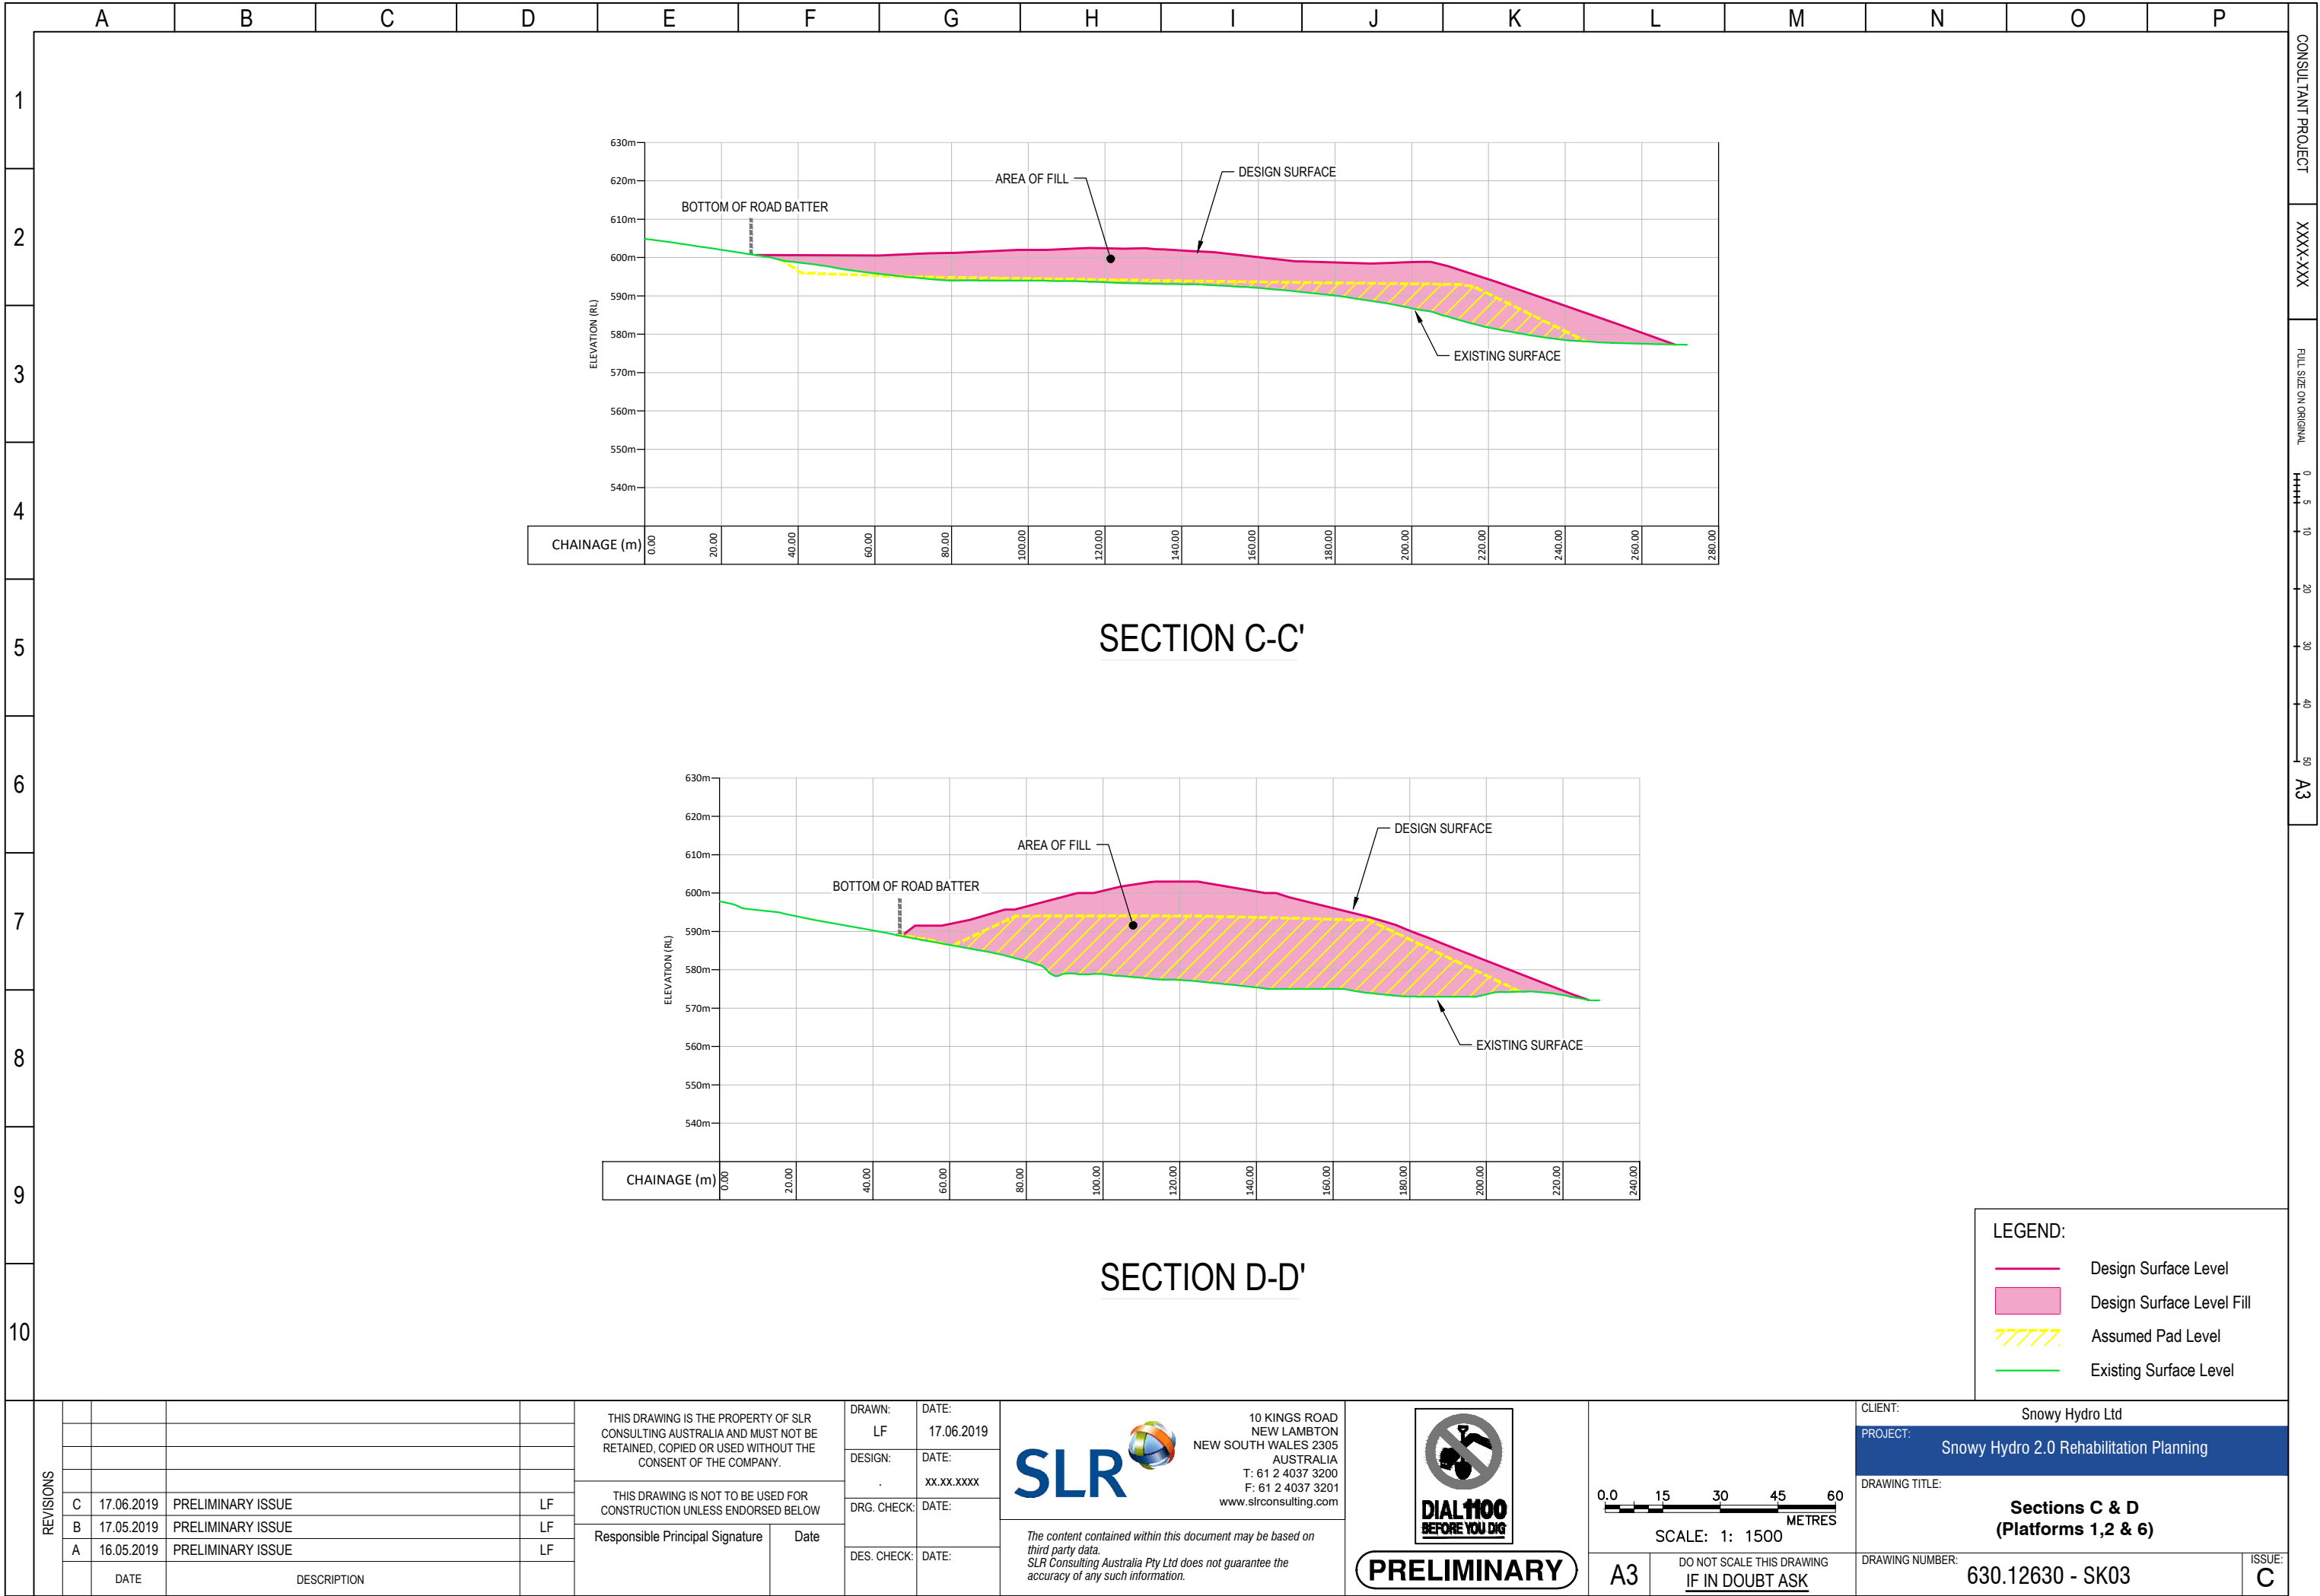 A B C D E F G H I J K L M N O P
1
2
3
4
5
6
7
8
9
10
CONSULTANT PROJECT
XXXX-XXX
FULL SIZE ON ORIGINAL
0 5 10 20 30 40 50
A3
630m
620m
610m
600m
590m
580m
570m
560m
550m
540m
ELEVATION (RL)
BOTTOM OF ROAD BATTER
AREA OF FILL
DESIGN SURFACE
EXISTING SURFACE
CHAINAGE (m) 0.00 20.00 40.00 60.00 80.00 100.00 120.00 140.00 160.00 180.00 200.00 220.00 240.00 260.00 280.00
SECTION C-C'
630m
620m
610m
600m
590m
580m
570m
560m
550m
540m
ELEVATION (RL)
BOTTOM OF ROAD BATTER
AREA OF FILL
DESIGN SURFACE
EXISTING SURFACE
CHAINAGE (m) 0.00 20.00 40.00 60.00 80.00 100.00 120.00 140.00 160.00 180.00 200.00 220.00 240.00
SECTION D-D'
LEGEND:
Design Surface Level
Design Surface Level Fill
Assumed Pad Level
Existing Surface Level
REVISIONS
C 17.06.2019 PRELIMINARY ISSUE LF
B 17.05.2019 PRELIMINARY ISSUE LF
A 16.05.2019 PRELIMINARY ISSUE LF
DATE DESCRIPTION
THIS DRAWING IS THE PROPERTY OF SLR
CONSULTING AUSTRALIA AND MUST NOT BE
RETAINED, COPIED OR USED WITHOUT THE
CONSENT OF THE COMPANY.
THIS DRAWING IS NOT TO BE USED FOR
CONSTRUCTION UNLESS ENDORSED BELOW
Responsible Principal Signature Date
DRAWN: DATE:
LF 17.06.2019
DESIGN: DATE:
. xx.xx.xxxx
DRG. CHECK: DATE:
DES. CHECK: DATE:
SLR
10 KINGS ROAD
NEW LAMBTON
NEW SOUTH WALES 2305
AUSTRALIA
T: 61 2 4037 3200
F: 61 2 4037 3201
www.slrconsulting.com
The content contained within this document may be based on
third party data.
SLR Consulting Australia Pty Ltd does not guarantee the
accuracy of any such information.
DIAL 1100
BEFORE YOU DIG
PRELIMINARY
0.0 15 30 45 60
METRES
SCALE: 1: 1500
A3
DO NOT SCALE THIS DRAWING
IF IN DOUBT ASK
CLIENT:
Snowy Hydro Ltd
PROJECT:
Snowy Hydro 2.0 Rehabilitation Planning
DRAWING TITLE:
Sections C & D
(Platforms 1,2 & 6)
DRAWING NUMBER:
630.12630 - SK03
ISSUE:
C